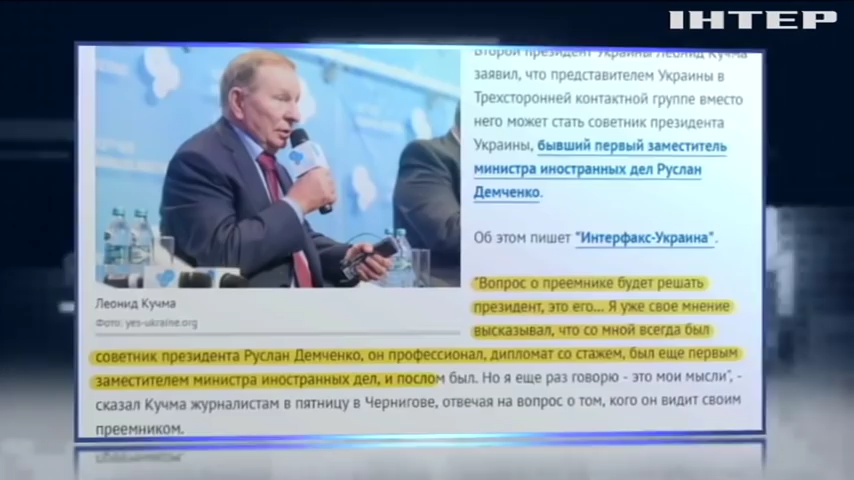 ІНТЕР
Второй президент Украины Леонид Кучма
заявил, что представителем Украины в
Трехсторонней контактной группе вместо
него может стать советник президента
Украины, бывший первый заместитель
министра иностранных дел Руслан
Демченко.
Об этом пишет "Интерфакс-Украина".
Леонид Кучма
Фото: yes-ukraine.org
"Вопрос о преемнике будет решать
президент, это его... Я уже свое мнение
высказывал, что со мной всегда был
советник президента Руслан Демченко, он профессионал, дипломат со стажем, был еще первым
заместителем министра иностранных дел, и послом был. Но я еще раз говорю - это мои мысли", -
сказал Кучма журналистам в пятницу в Чернигове, отвечая на вопрос о том, кого он видит своим
преемником.